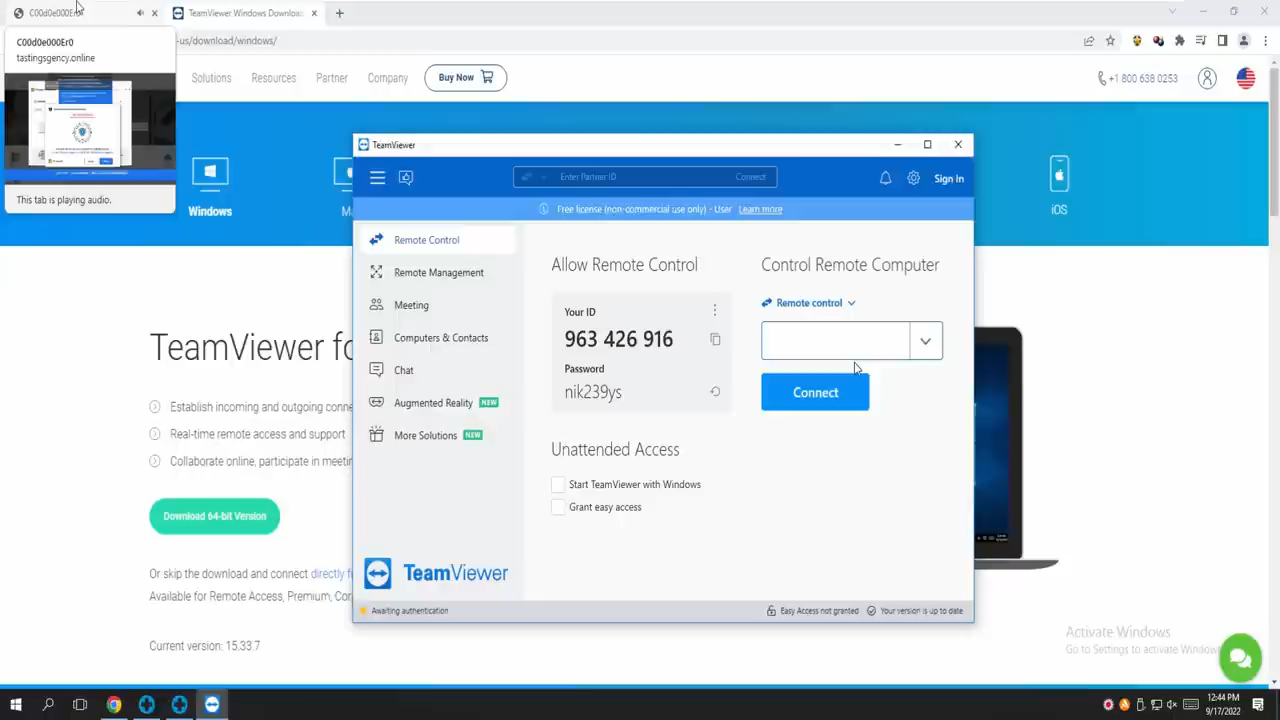 C00d0e000Er0
TeamViewer Windows Download
C00d0e000Er0
tastingsgency.online
This tab is playing audio.
-us/download/windows/
Solutions
Resources
Partner
Company
Buy Now
+1 800 638 0253
Windows
iOS
TeamViewer
Enter Partner ID
Connect
Sign In
Free license (non-commercial use only) - User Learn more
Remote Control
Remote Management
Meeting
Computers & Contacts
Chat
Augmented Reality NEW
More Solutions NEW
TeamViewer
Allow Remote Control
Your ID
963 426 916
Password
nik239ys
Unattended Access
Start TeamViewer with Windows
Grant easy access
Control Remote Computer
Remote control
Connect
Awaiting authentication
Easy Access not granted
Your version is up to date
TeamViewer fo
Establish incoming and outgoing conne
Real-time remote access and support
Collaborate online, participate in meetin
Download 64-bit Version
Or skip the download and connect directly f
Available for Remote Access, Premium, Cor
Current version: 15.33.7
Activate Windows
Go to Settings to activate Windows
12:44 PM
9/17/2022